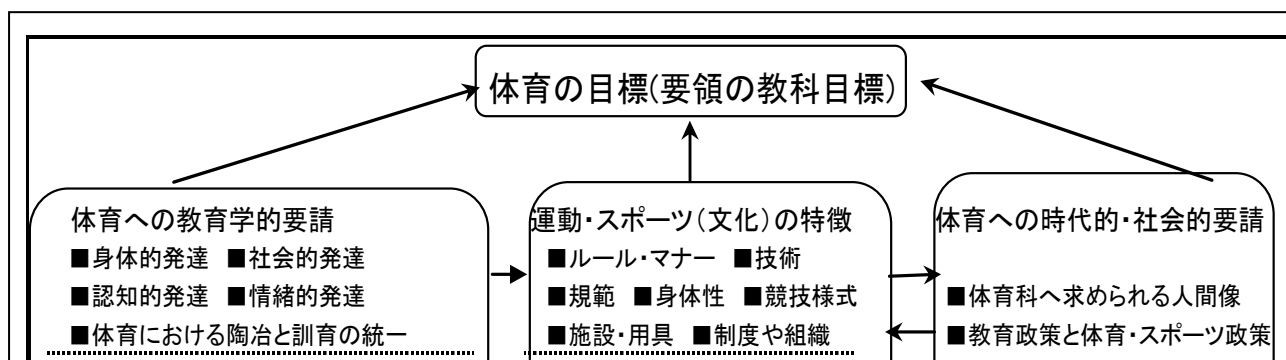 体育の目標(要領の教科目標)
体育への教育学的要請
■身体的発達 ■社会的発達
■認知的発達 ■情緒的発達
■体育における陶冶と訓育の統一
運動・スポーツ(文化)の特徴
■ルール・マナー ■技術
■規範 ■身体性 ■競技様式
■施設・用具 ■制度や組織
体育への時代的・社会的要請
■体育科へ求められる人間像
■教育政策と体育・スポーツ政策